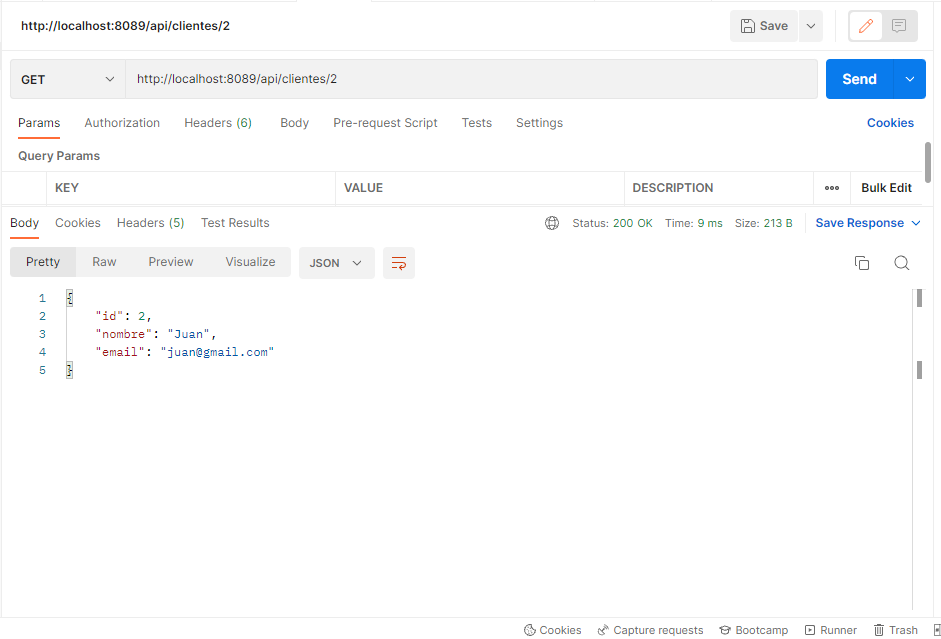 http://localhost:8089/api/clientes/2
Save
GET http://localhost:8089/api/clientes/2 Send
Params Authorization Headers (6) Body Pre-request Script Tests Settings Cookies
Query Params
KEY VALUE DESCRIPTION ••• Bulk Edit
Body Cookies Headers (5) Test Results Status: 200 OK Time: 9 ms Size: 213 B Save Response
Pretty Raw Preview Visualize JSON
1 {
2 "id": 2,
3 "nombre": "Juan",
4 "email": "juan@gmail.com"
5 }
Cookies Capture requests Bootcamp Runner Trash